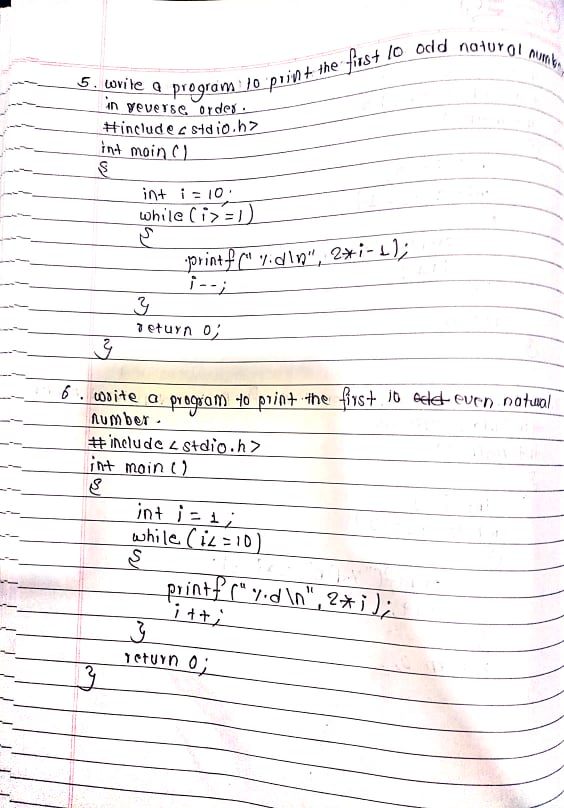 5. write a program to print the first 10 odd natural number
in reverse order.
#include<stdio.h>
int main()
{
int i = 10;
while(i>=1)
{
printf("%d\n", 2*i-1);
i--;
}
return 0;
}
6. write a program to print the first 10 odd even natural
number.
#include<stdio.h>
int main()
{
int i = 1;
while(i<=10)
{
printf("%d\n", 2*i);
i++;
}
return 0;
}